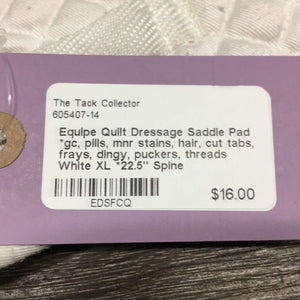 The Tack Collector
605407-14
Equipe Quilt Dressage Saddle Pad
*gc, pills, mnr stains, hair, cut tabs,
frays, dingy, puckers, threads
White XL *22.5" Spine
$16.00
EDSFCQ